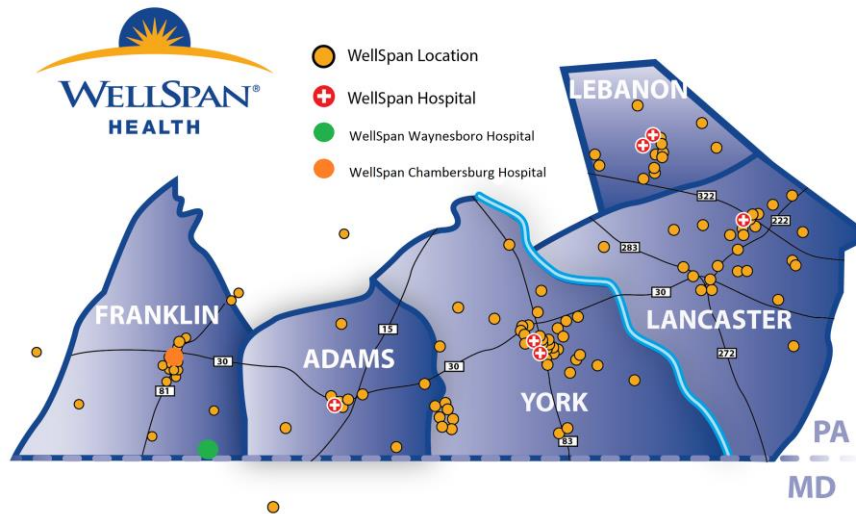 WELLSPAN®
HEALTH
WellSpan Location
WellSpan Hospital
WellSpan Waynesboro Hospital
WellSpan Chambersburg Hospital
LEBANON
322
222
283
30
FRANKLIN
LANCASTER
15
ADAMS
30
30
272
81
YORK
83
PA
MD